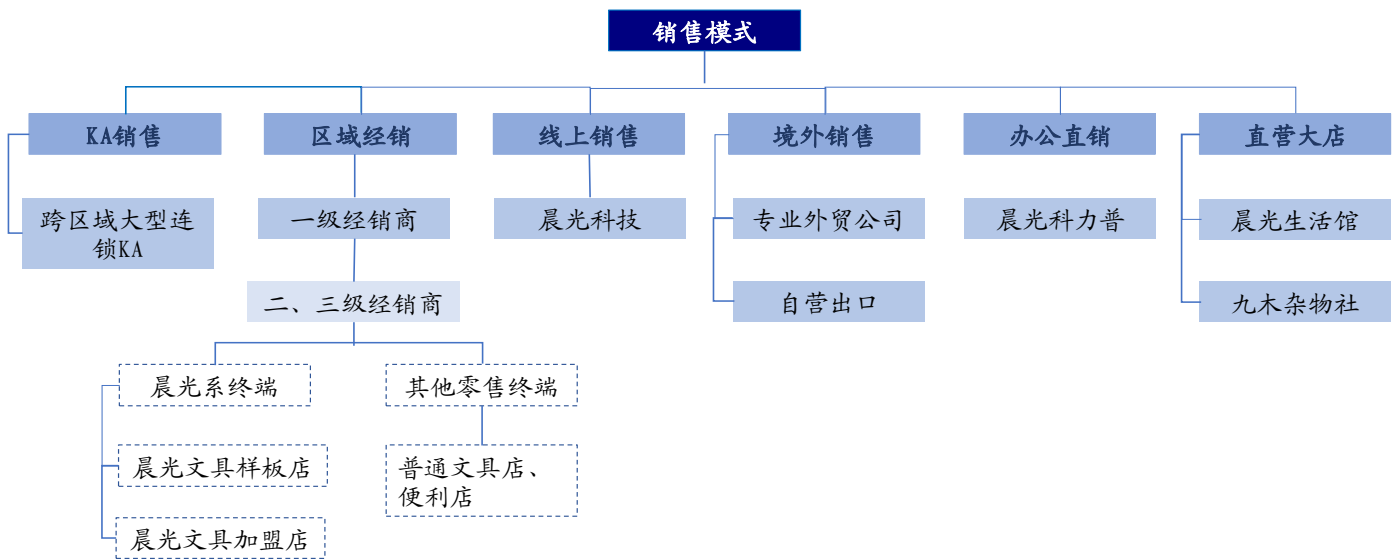 销售模式
KA销售
区域经销
线上销售
境外销售
办公直销
直营大店
跨区域大型连
锁KA
一级经销商
晨光科技
专业外贸公司
晨光科力普
晨光生活馆
二、三级经销商
自营出口
九木杂物社
晨光系终端
其他零售终端
晨光文具样板店
普通文具店、
便利店
晨光文具加盟店